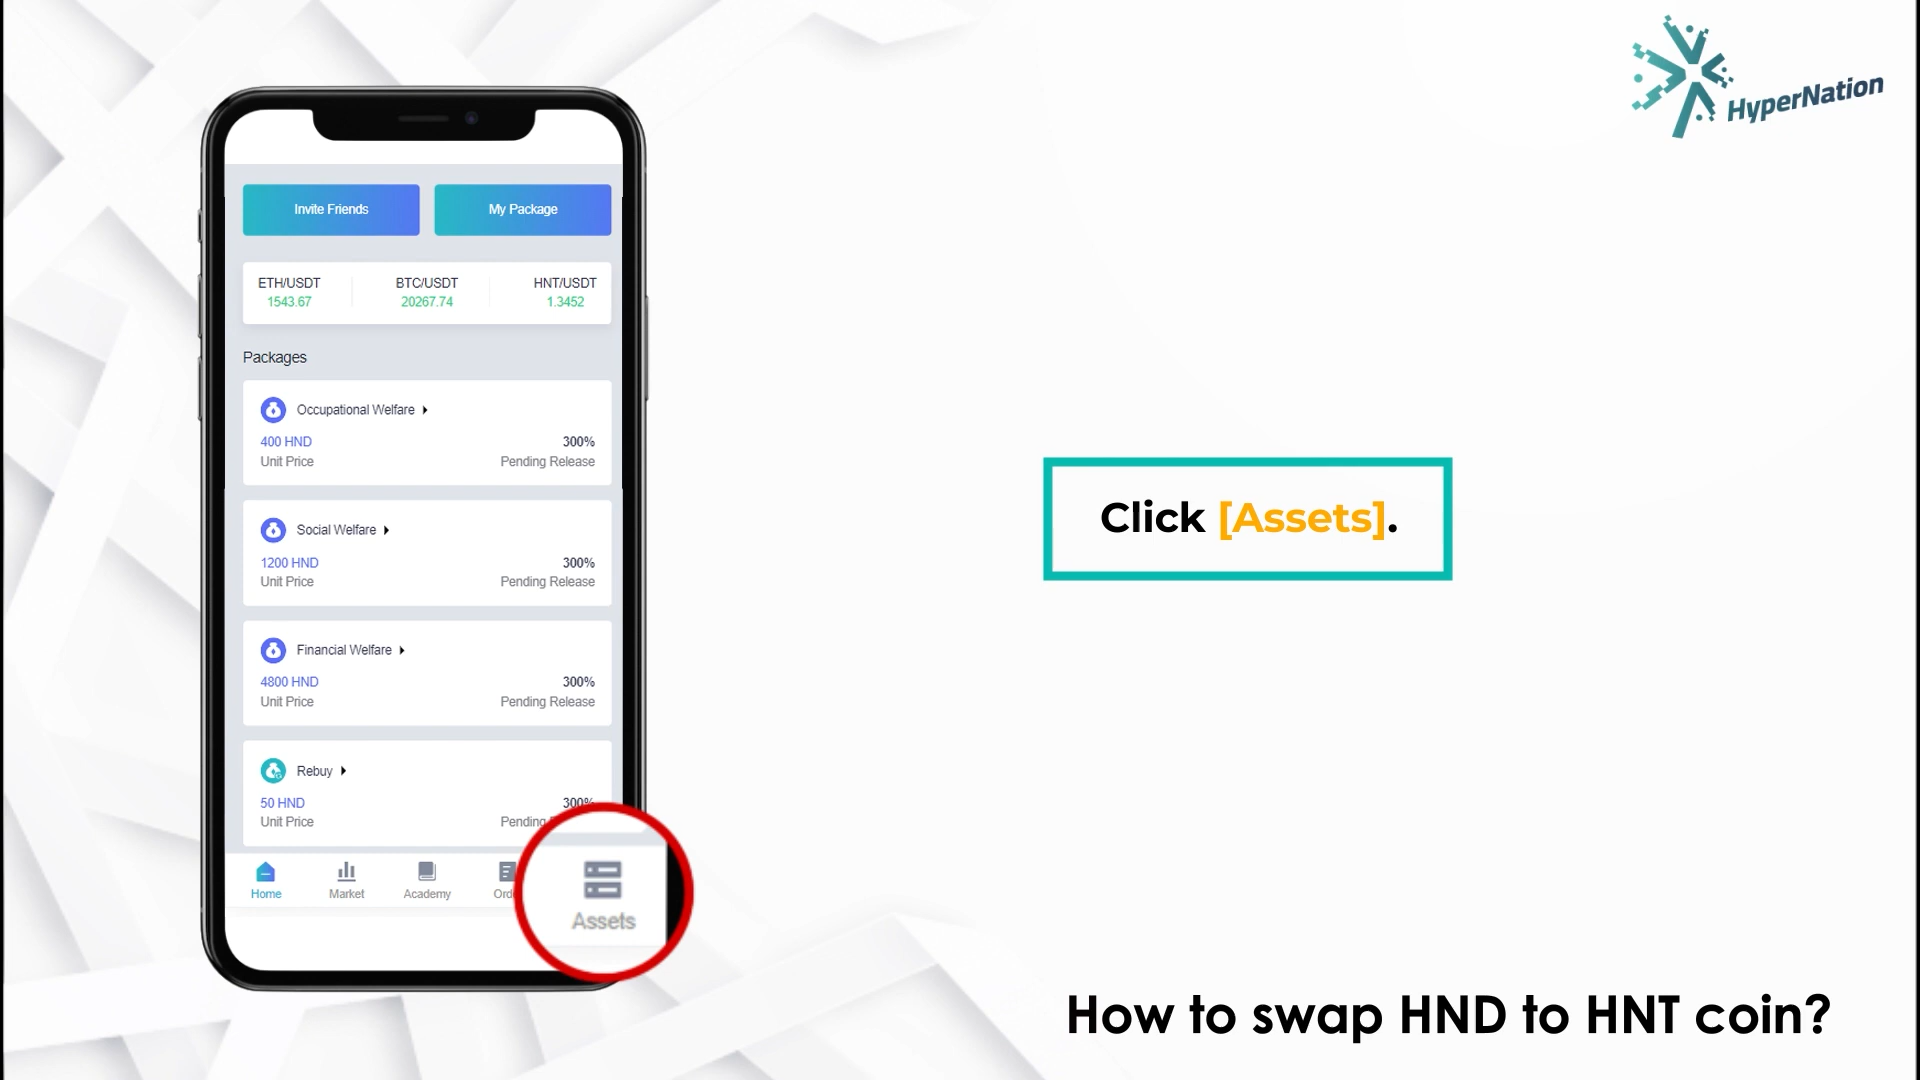 HyperNation
Invite Friends
My Package
ETH/USDT BTC/USDT HNT/USDT
1543.67 20267.74 1.3452
Packages
Occupational Welfare
400 HND 300%
Unit Price Pending Release
Social Welfare
1200 HND 300%
Unit Price Pending Release
Financial Welfare
4800 HND 300%
Unit Price Pending Release
Rebuy
50 HND 300%
Unit Price Pending
Home Market Academy
Assets
Click [Assets].
How to swap HND to HNT coin?